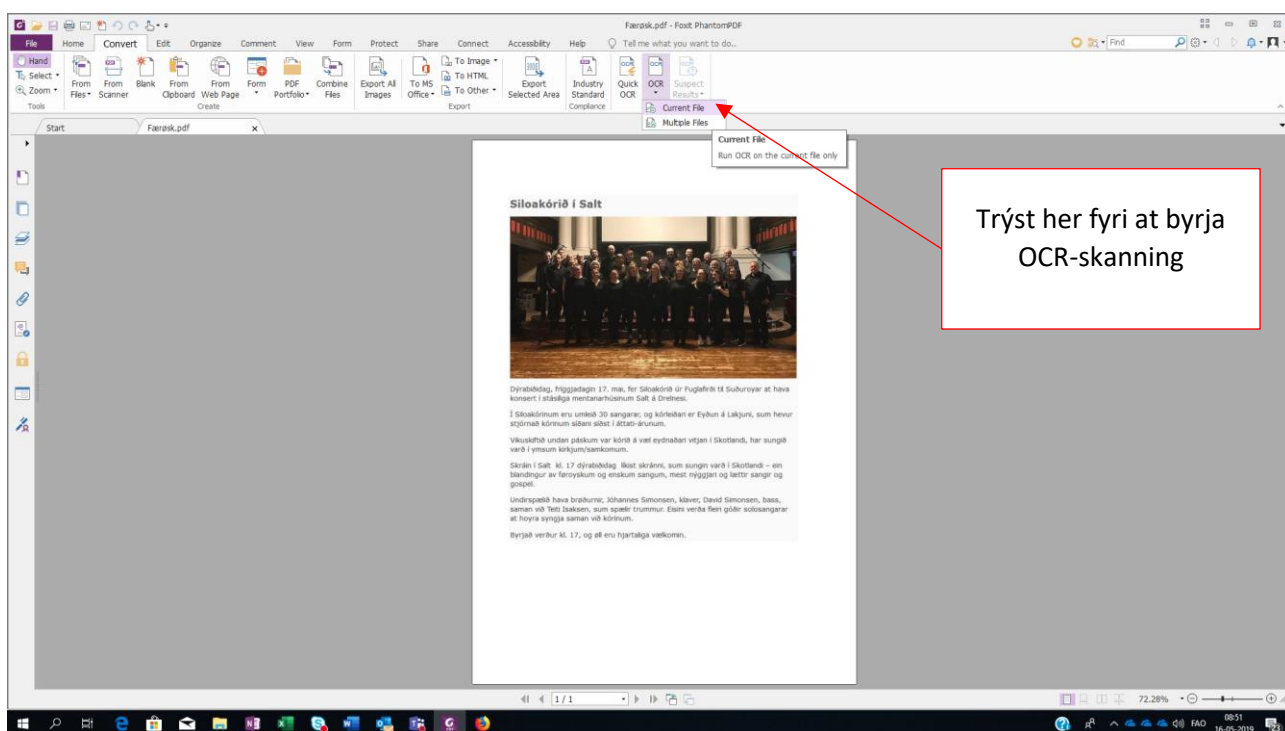 Færøsk.pdf - Foxit PhantomPDF
File Home Convert Edit Organize Comment View Form Protect Share Connect Accessibility Help Tell me what you want to do... Find
Hand
Select
Zoom
Tools
From Files
From Scanner
Blank
From Clipboard
From Web Page
Form
PDF Portfolio
Combine Files
Create
Export All Images
To MS Office
To Image
To HTML
To Other
Export Selected Area
Export
Industry Standard
Compliance
Quick OCR
OCR
Suspect Results
Current File
Multiple Files
Current File
Run OCR on the current file only
Start Færøsk.pdf
Trýst her fyri at byrja
OCR-skanning
Siloakórið í Salt
Dýrabiðidag, fríggjadagin 17. mai, fer Siloakórið úr Fuglafirði til Suðuroyar at hava
konsert í stásiliga mentanarhúsinum Salt á Drelnesi.
Í Siloakórinum eru umleið 30 sangarar, og kórleiðari er Eyðun á Lakjuni, sum hevur
stjórnað kórinum síðani síðst í áttati-árunum.
Vikuskiftið undan páskum var kórið á væl eydnaðari vitjan í Skotlandi, har sungið
varð í ymsum kirkjum/samkomum.
Skráin í Salt kl. 17 dýrabiðidag líkist skránni, sum sungin varð í Skotlandi – ein
blandingur av føroyskum og enskum sangum, mest nýggjari og lættir sangir og
gospel.
Undirspælið hava brøðurnir, Jóhannes Simonsen, klaver, David Simonsen, bass,
saman við Teiti Isaksen, sum spælir trummur. Eisini verða fleiri góðir solosangarar
at hoyra syngja saman við kórinum.
Byrjað verður kl. 17, og øll eru hjartaliga vælkomin.
1 / 1
72.28%
FAO
08:51
16-05-2019